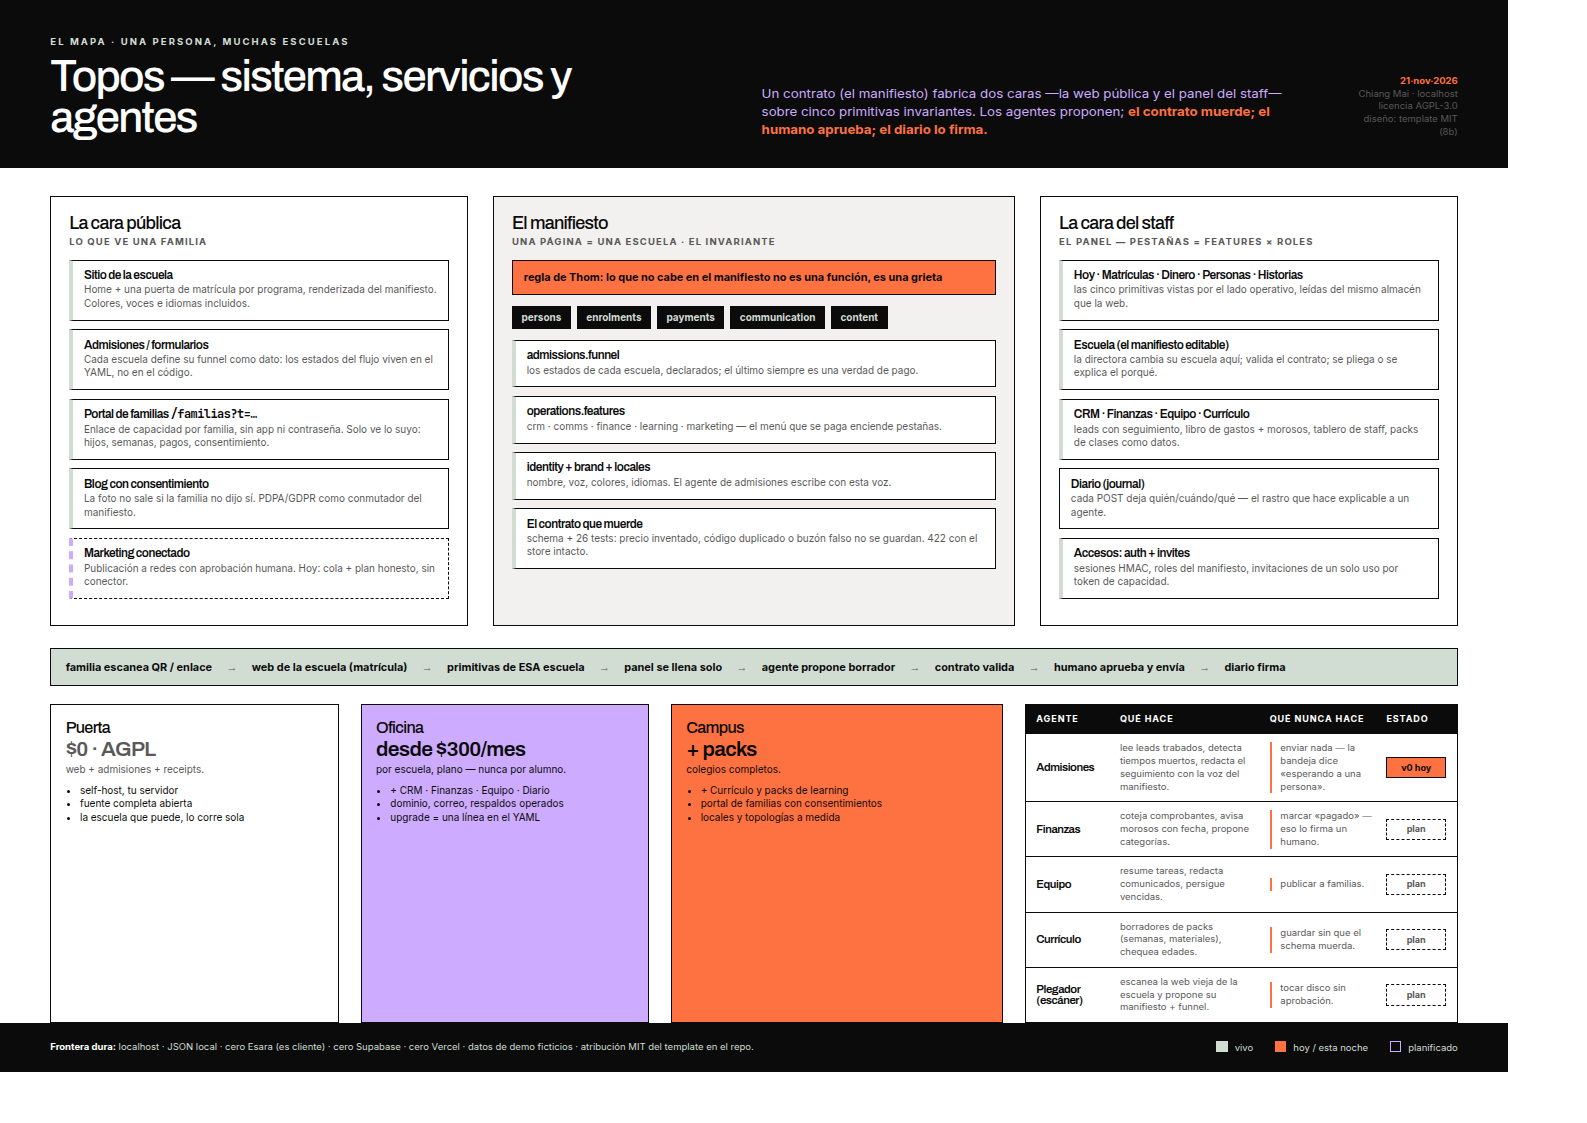 EL MAPA · UNA PERSONA, MUCHAS ESCUELAS
Topos — sistema, servicios y
agentes
Un contrato (el manifiesto) fabrica dos caras —la web pública y el panel del staff—
sobre cinco primitivas invariantes. Los agentes proponen; el contrato muerde; el
humano aprueba; el diario lo firma.
21·nov·2026
Chiang Mai · localhost
licencia AGPL-3.0
diseño: template MIT
(8b)
La cara pública
LO QUE VE UNA FAMILIA
Sitio de la escuela
Home + una puerta de matrícula por programa, renderizada del manifiesto.
Colores, voces e idiomas incluidos.
Admisiones / formularios
Cada escuela define su funnel como dato: los estados del flujo viven en el
YAML, no en el código.
Portal de familias /familias?t=…
Enlace de capacidad por familia, sin app ni contraseña. Solo ve lo suyo:
hijos, semanas, pagos, consentimiento.
Blog con consentimiento
La foto no sale si la familia no dijo sí. PDPA/GDPR como conmutador del
manifiesto.
Marketing conectado
Publicación a redes con aprobación humana. Hoy: cola + plan honesto, sin
conector.
El manifiesto
UNA PÁGINA = UNA ESCUELA · EL INVARIANTE
regla de Thom: lo que no cabe en el manifiesto no es una función, es una grieta
persons enrolments payments communication content
admissions.funnel
los estados de cada escuela, declarados; el último siempre es una verdad de pago.
operations.features
crm · comms · finance · learning · marketing — el menú que se paga enciende pestañas.
identity + brand + locales
nombre, voz, colores, idiomas. El agente de admisiones escribe con esta voz.
El contrato que muerde
schema + 26 tests: precio inventado, código duplicado o buzón falso no se guardan. 422 con el
store intacto.
La cara del staff
EL PANEL — PESTAÑAS = FEATURES × ROLES
Hoy · Matrículas · Dinero · Personas · Historias
las cinco primitivas vistas por el lado operativo, leídas del mismo almacén
que la web.
Escuela (el manifiesto editable)
la directora cambia su escuela aquí; valida el contrato; se pliega o se
explica el porqué.
CRM · Finanzas · Equipo · Currículo
leads con seguimiento, libro de gastos + morosos, tablero de staff, packs
de clases como datos.
Diario (journal)
cada POST deja quién/cuándo/qué — el rastro que hace explicable a un
agente.
Accesos: auth + invites
sesiones HMAC, roles del manifiesto, invitaciones de un solo uso por
token de capacidad.
familia escanea QR / enlace → web de la escuela (matrícula) → primitivas de ESA escuela → panel se llena solo → agente propone borrador → contrato valida → humano aprueba y envía → diario firma
Puerta
$0 · AGPL
web + admisiones + receipts.
• self-host, tu servidor
• fuente completa abierta
• la escuela que puede, lo corre sola
Oficina
desde $300/mes
por escuela, plano — nunca por alumno.
• + CRM · Finanzas · Equipo · Diario
• dominio, correo, respaldos operados
• upgrade = una línea en el YAML
Campus
+ packs
colegios completos.
• + Currículo y packs de learning
• portal de familias con consentimientos
• locales y topologías a medida
AGENTE QUÉ HACE QUÉ NUNCA HACE ESTADO
Admisiones
lee leads trabados, detecta
tiempos muertos, redacta el
seguimiento con la voz del
manifiesto.
enviar nada — la
bandeja dice
«esperando a una
persona».
v0 hoy
Finanzas
coteja comprobantes, avisa
morosos con fecha, propone
categorías.
marcar «pagado» —
eso lo firma un
humano.
plan
Equipo
resume tareas, redacta
comunicados, persigue
vencidas.
publicar a familias.
plan
Currículo
borradores de packs
(semanas, materiales),
chequea edades.
guardar sin que el
schema muerda.
plan
Plegador
(escáner)
escanea la web vieja de la
escuela y propone su
manifiesto + funnel.
tocar disco sin
aprobación.
plan
Frontera dura: localhost · JSON local · cero Esara (es cliente) · cero Supabase · cero Vercel · datos de demo ficticios · atribución MIT del template en el repo.
vivo hoy / esta noche planificado